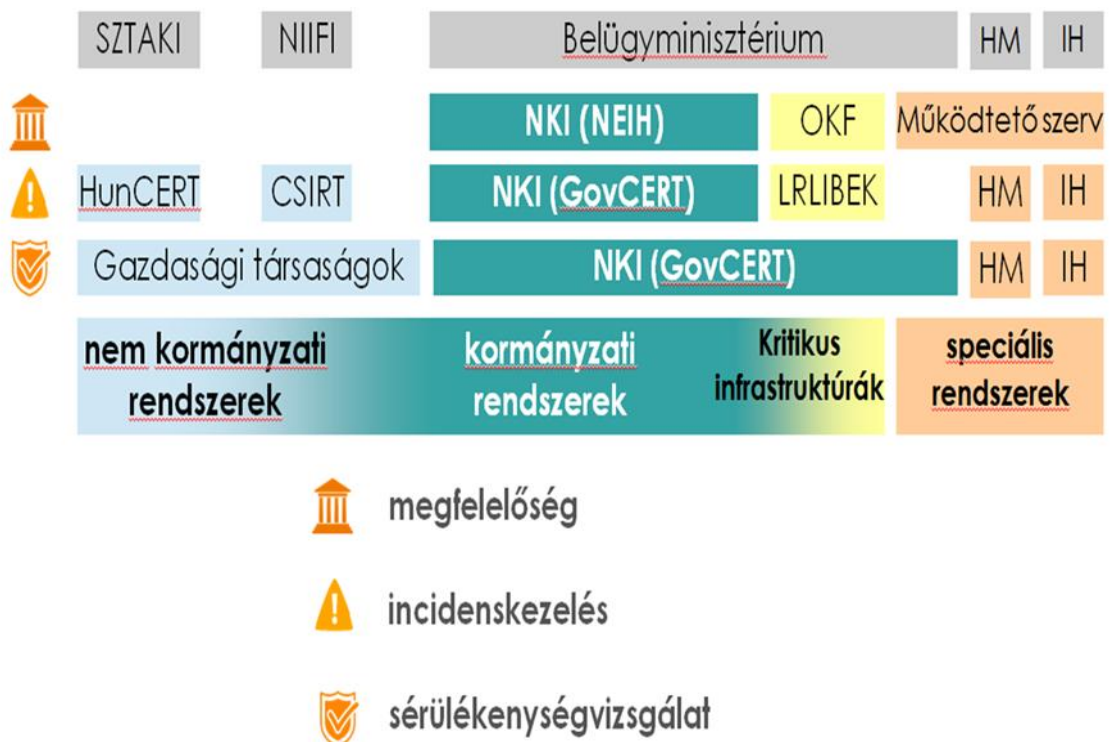 SZTAKI NIIFI Belügyminisztérium HM IH
NKI (NEIH) OKF Működtető szerv
HunCERT CSIRT NKI (GovCERT) LRLIBEK HM IH
Gazdasági társaságok NKI (GovCERT) HM IH
nem kormányzati
rendszerek
kormányzati
rendszerek
Kritikus
infrastruktúrák
speciális
rendszerek
megfelelőség
incidenskezelés
sérülékenységvizsgálat